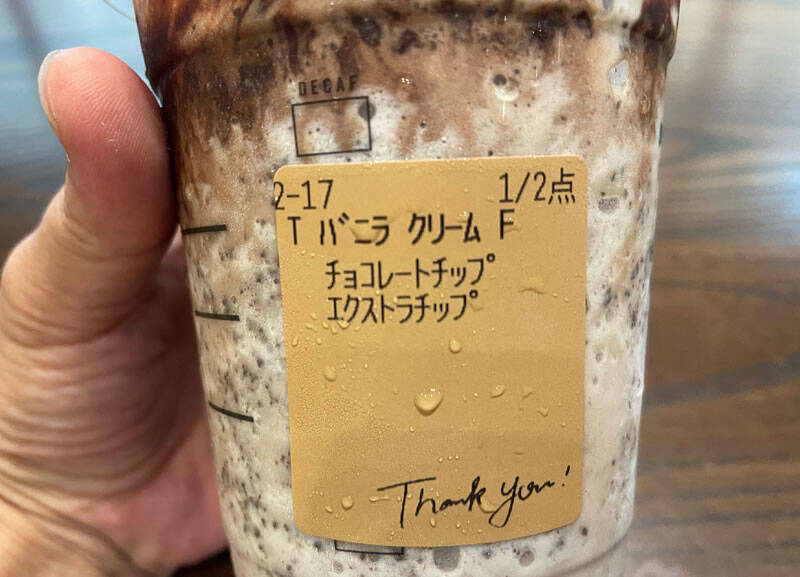 DECAF
2-17 1/2点
T バニラ クリーム F
チョコレートチップ
エクストラチップ
Thank you!